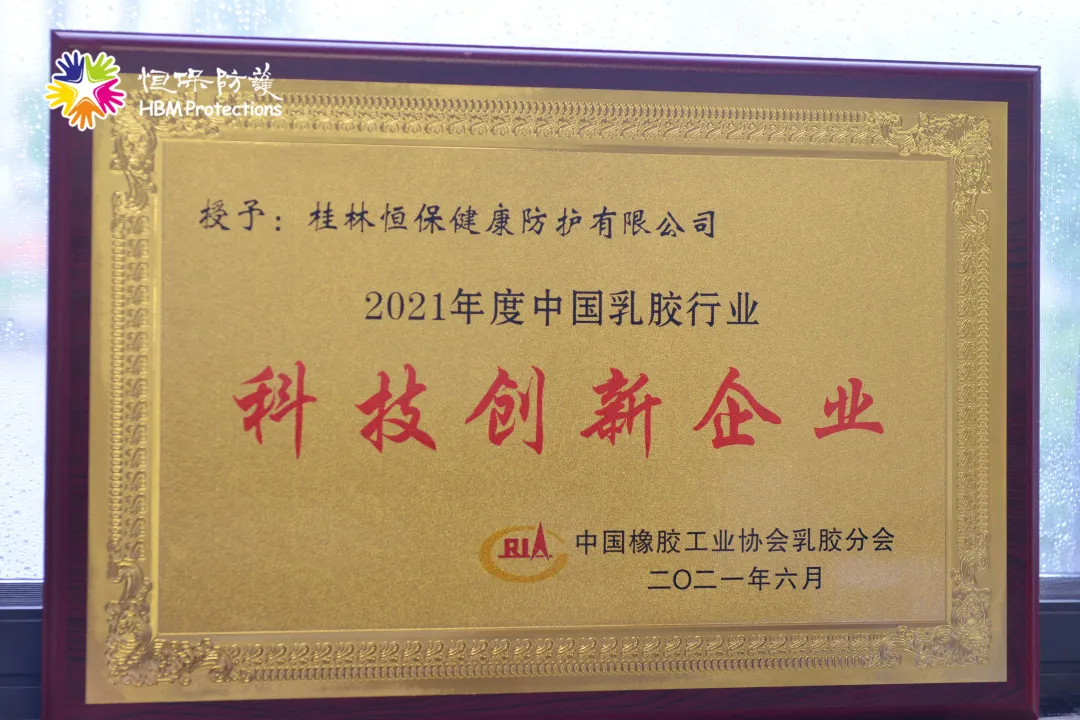 恒保防護
HBM Protections
授予：桂林恒保健康防护有限公司
2021年度中国乳胶行业
科技创新企业
CRIA
中国橡胶工业协会乳胶分会
二〇二一年六月